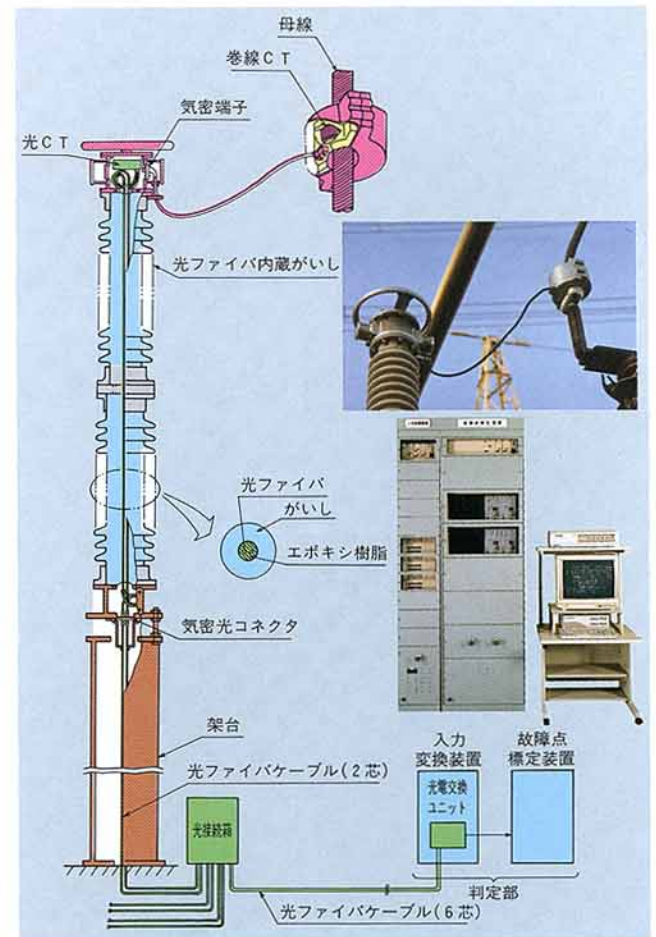 母線
巻線CT
気密端子
光CT
光ファイバ内蔵がいし
光ファイバ
がいし
エポキシ樹脂
気密光コネクタ
架台
光ファイバケーブル(2芯)
光接続箱
入力
変換装置
故障点
標定装置
光電交換
ユニット
判定部
光ファイバケーブル(6芯)